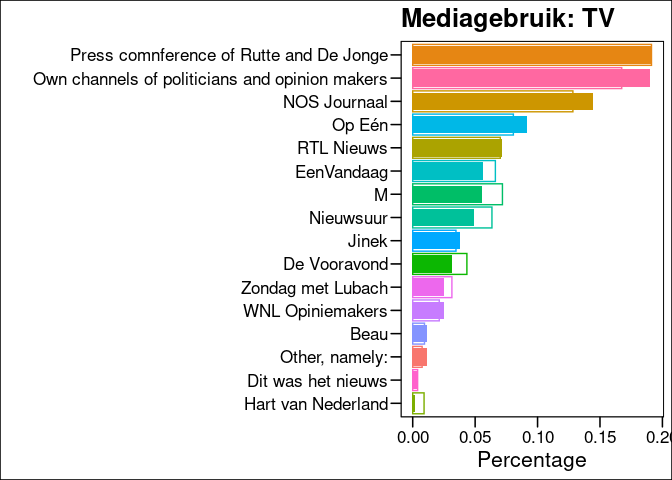 Mediagebruik: TV
Press comnference of Rutte and De Jonge
Own channels of politicians and opinion makers
NOS Journaal
Op Eén
RTL Nieuws
EenVandaag
M
Nieuwsuur
Jinek
De Vooravond
Zondag met Lubach
WNL Opiniemakers
Beau
Other, namely:
Dit was het nieuws
Hart van Nederland
0.00 0.05 0.10 0.15 0.20
Percentage